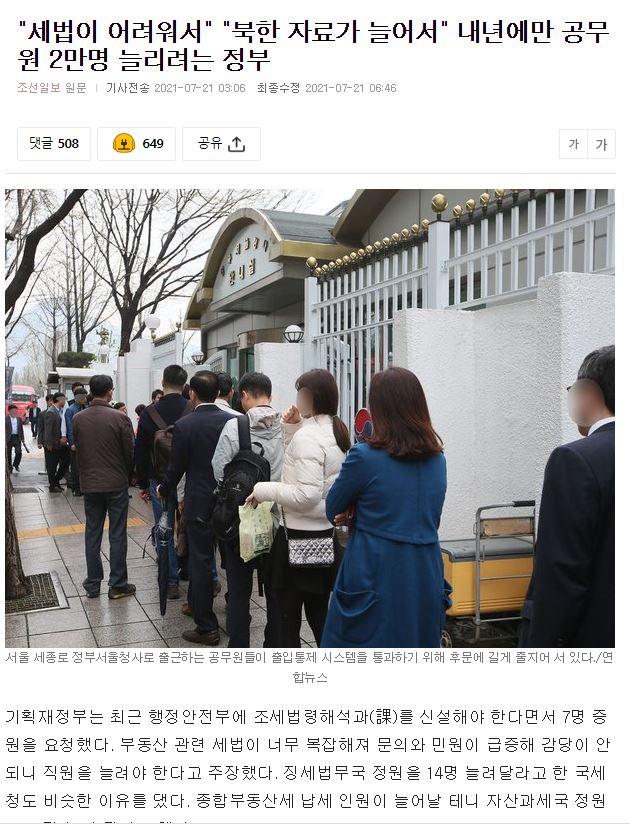 "세법이 어려워서" "북한 자료가 늘어서" 내년에만 공무
원 2만명 늘리려는 정부
조선일보 원문 | 기사전송 2021-07-21 03:06 최종수정 2021-07-21 06:46
댓글 508 649 공유 가 가
안내실
서울 세종로 정부서울청사로 출근하는 공무원들이 출입통제 시스템을 통과하기 위해 후문에 길게 줄지어 서 있다./연
합뉴스
기획재정부는 최근 행정안전부에 조세법령해석과(課)를 신설해야 한다면서 7명 증
원을 요청했다. 부동산 관련 세법이 너무 복잡해져 문의와 민원이 급증해 감당이 안
되니 직원을 늘려야 한다고 주장했다. 징세법무국 정원을 14명 늘려달라고 한 국세
청도 비슷한 이유를 댔다. 종합부동산세 납세 인원이 늘어날 테니 자산과세국 정원